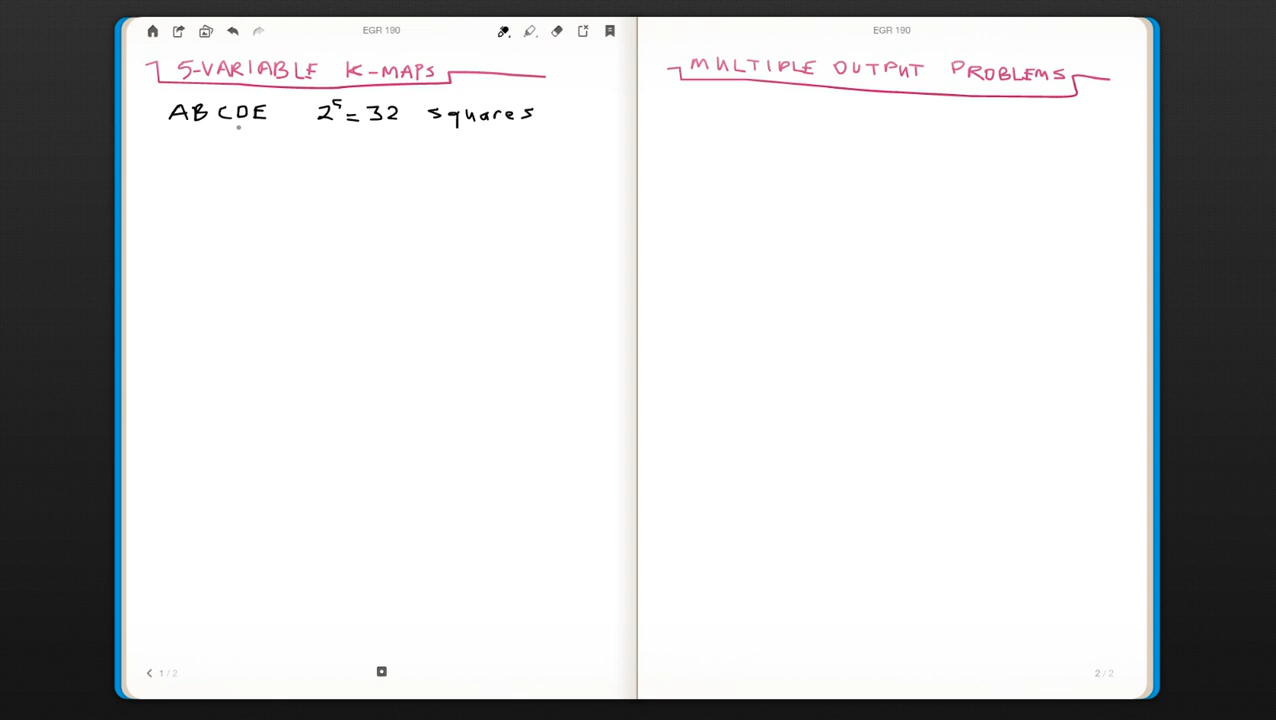 EGR 190
5-VARIABLE K-MAPS
ABCDE 2⁵ = 32 squares
1 / 2
EGR 190
MULTIPLE OUTPUT PROBLEMS
2 / 2